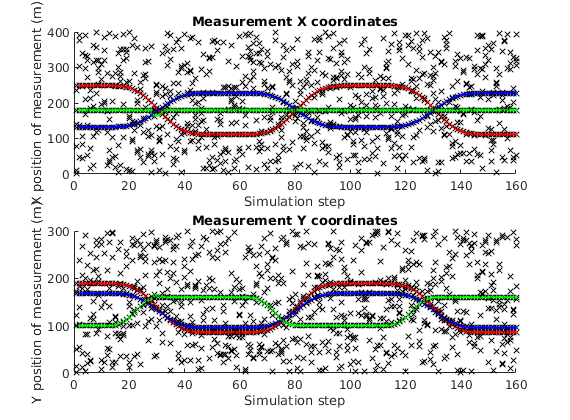 Measurement X coordinates
X position of measurement (m)
400
300
200
100
0
0 20 40 60 80 100 120 140 160
Simulation step
Measurement Y coordinates
Y position of measurement (m)
300
200
100
0
0 20 40 60 80 100 120 140 160
Simulation step